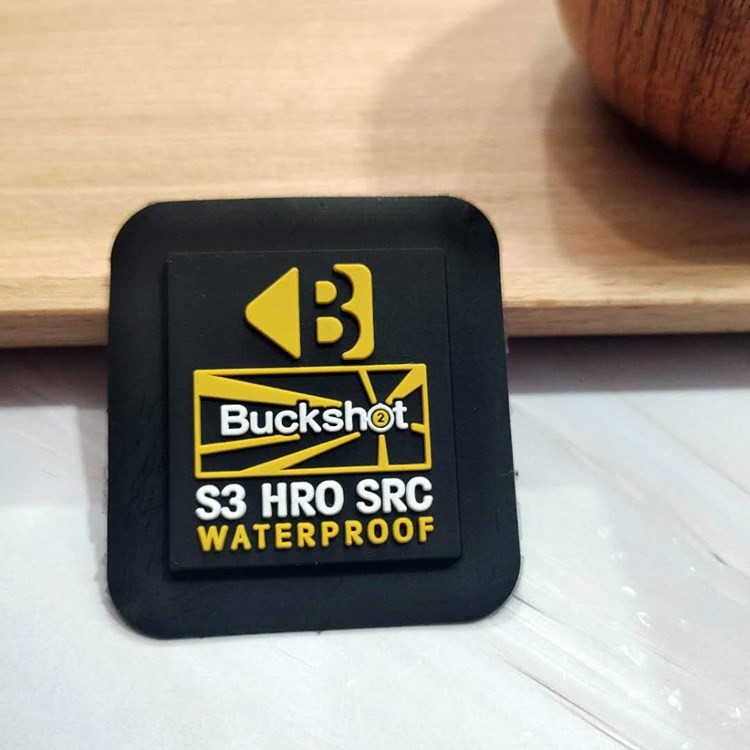 B
Buckshot
2
S3 HRO SRC
WATERPROOF